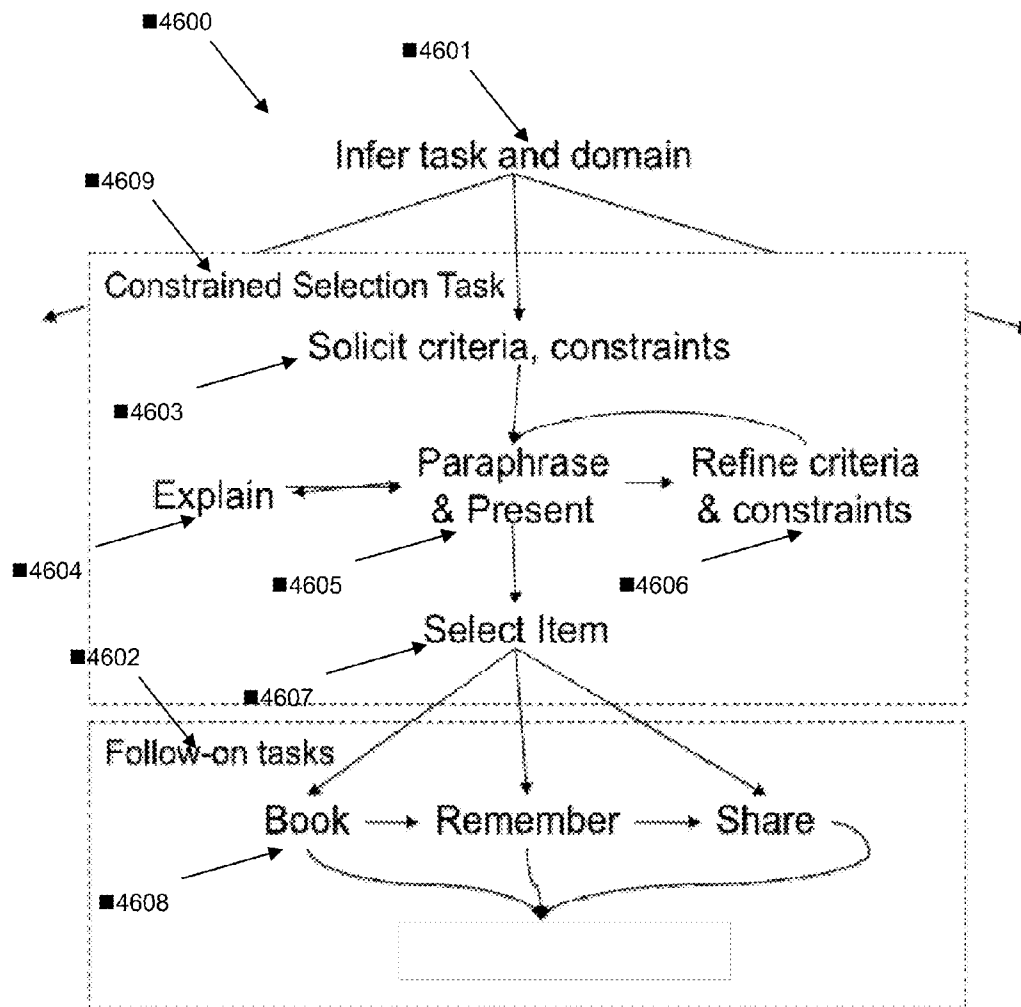 ■4600
■4601
Infer task and domain
■4609
Constrained Selection Task
Solicit criteria, constraints
■4603
Paraphrase
& Present
Refine criteria
& constraints
Explain
■4604
■4605
■4606
Select Item
■4602
■4607
Follow-on tasks
Book
Remember
Share
■4608